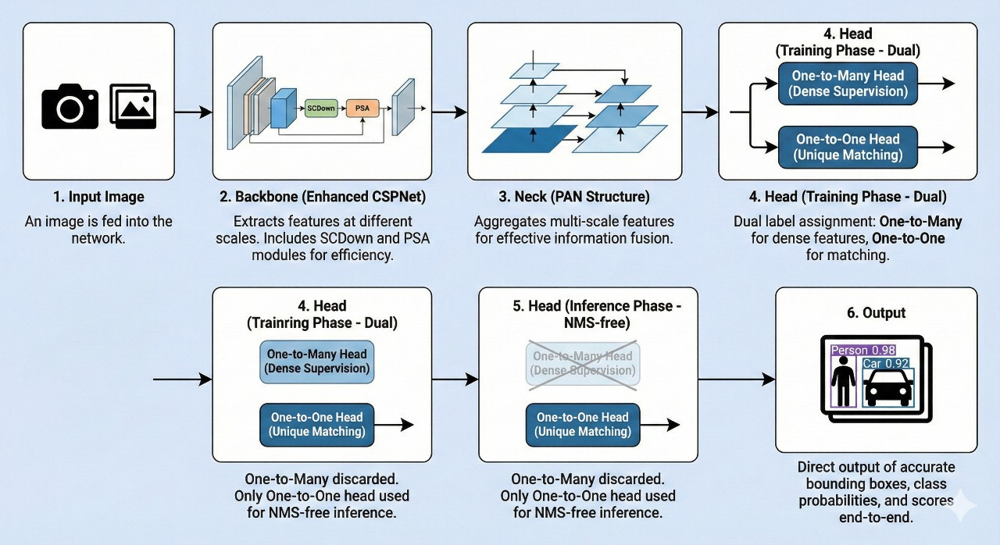 1. Input Image
An image is fed into the
network.
SCDown
PSA
2. Backbone (Enhanced CSPNet)
Extracts features at different
scales. Includes SCDown and PSA
modules for efficiency.
3. Neck (PAN Structure)
Aggregates multi-scale features
for effective information fusion.
4. Head
(Training Phase - Dual)
One-to-Many Head
(Dense Supervision)
One-to-One Head
(Unique Matching)
4. Head (Training Phase - Dual)
Dual label assignment: One-to-Many
for dense features, One-to-One
for matching.
4. Head
(Trainring Phase - Dual)
One-to-Many Head
(Dense Supervision)
One-to-One Head
(Unique Matching)
One-to-Many discarded.
Only One-to-One head used
for NMS-free inference.
5. Head (Inference Phase -
NMS-free)
One-to-Many Head
(Dense Supervision)
One-to-One Head
(Unique Matching)
One-to-Many discarded.
Only One-to-One head used
for NMS-free inference.
6. Output
Person 0.98
Car 0.92
Direct output of accurate
bounding boxes, class
probabilities, and scores
end-to-end.